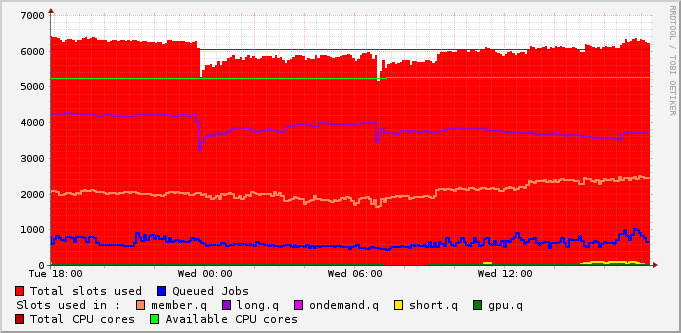 7000
6000
5000
4000
3000
2000
1000
0
Tue 18:00 Wed 00:00 Wed 06:00 Wed 12:00
Total slots used Queued Jobs
Slots used in : member.q long.q ondemand.q short.q gpu.q
Total CPU cores Available CPU cores
RRDTOOL / TOBI OETIKER